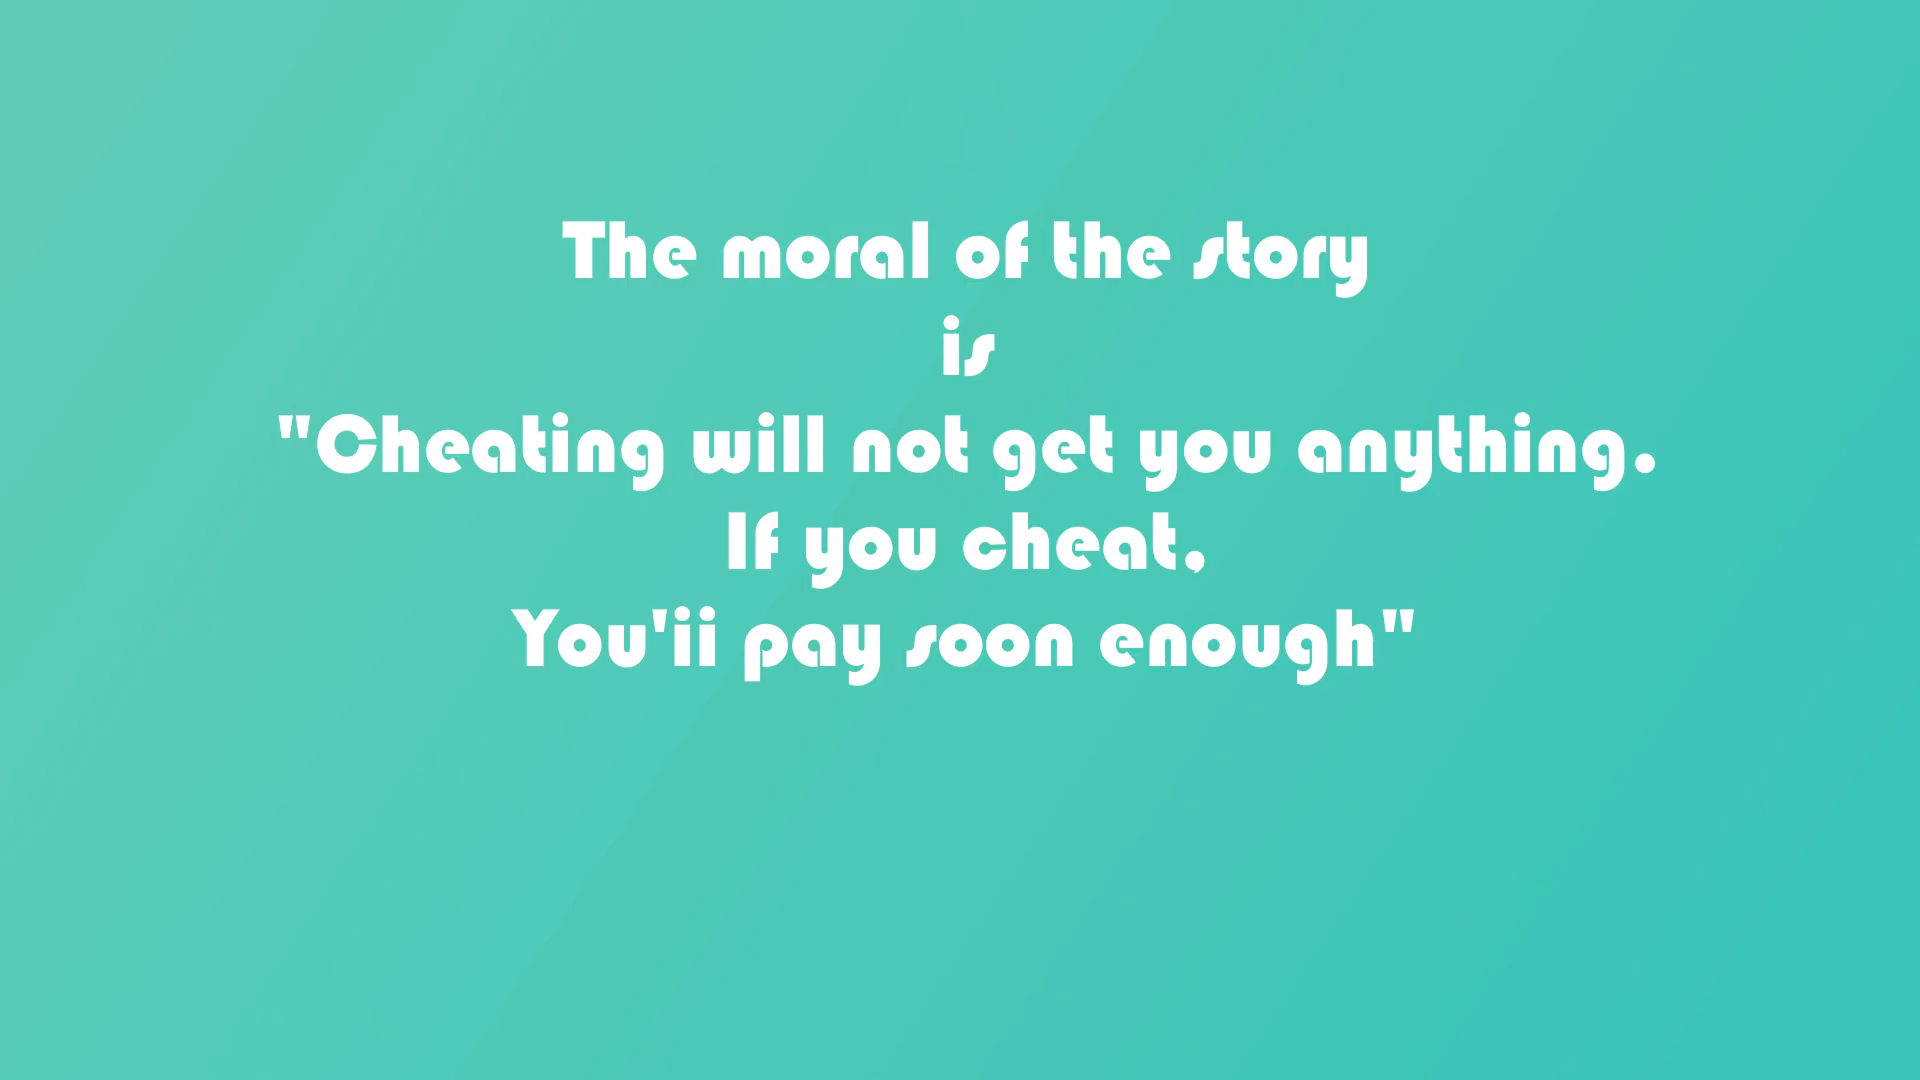 The moral of the story
is
"Cheating will not get you anything.
If you cheat,
You'ii pay soon enough"